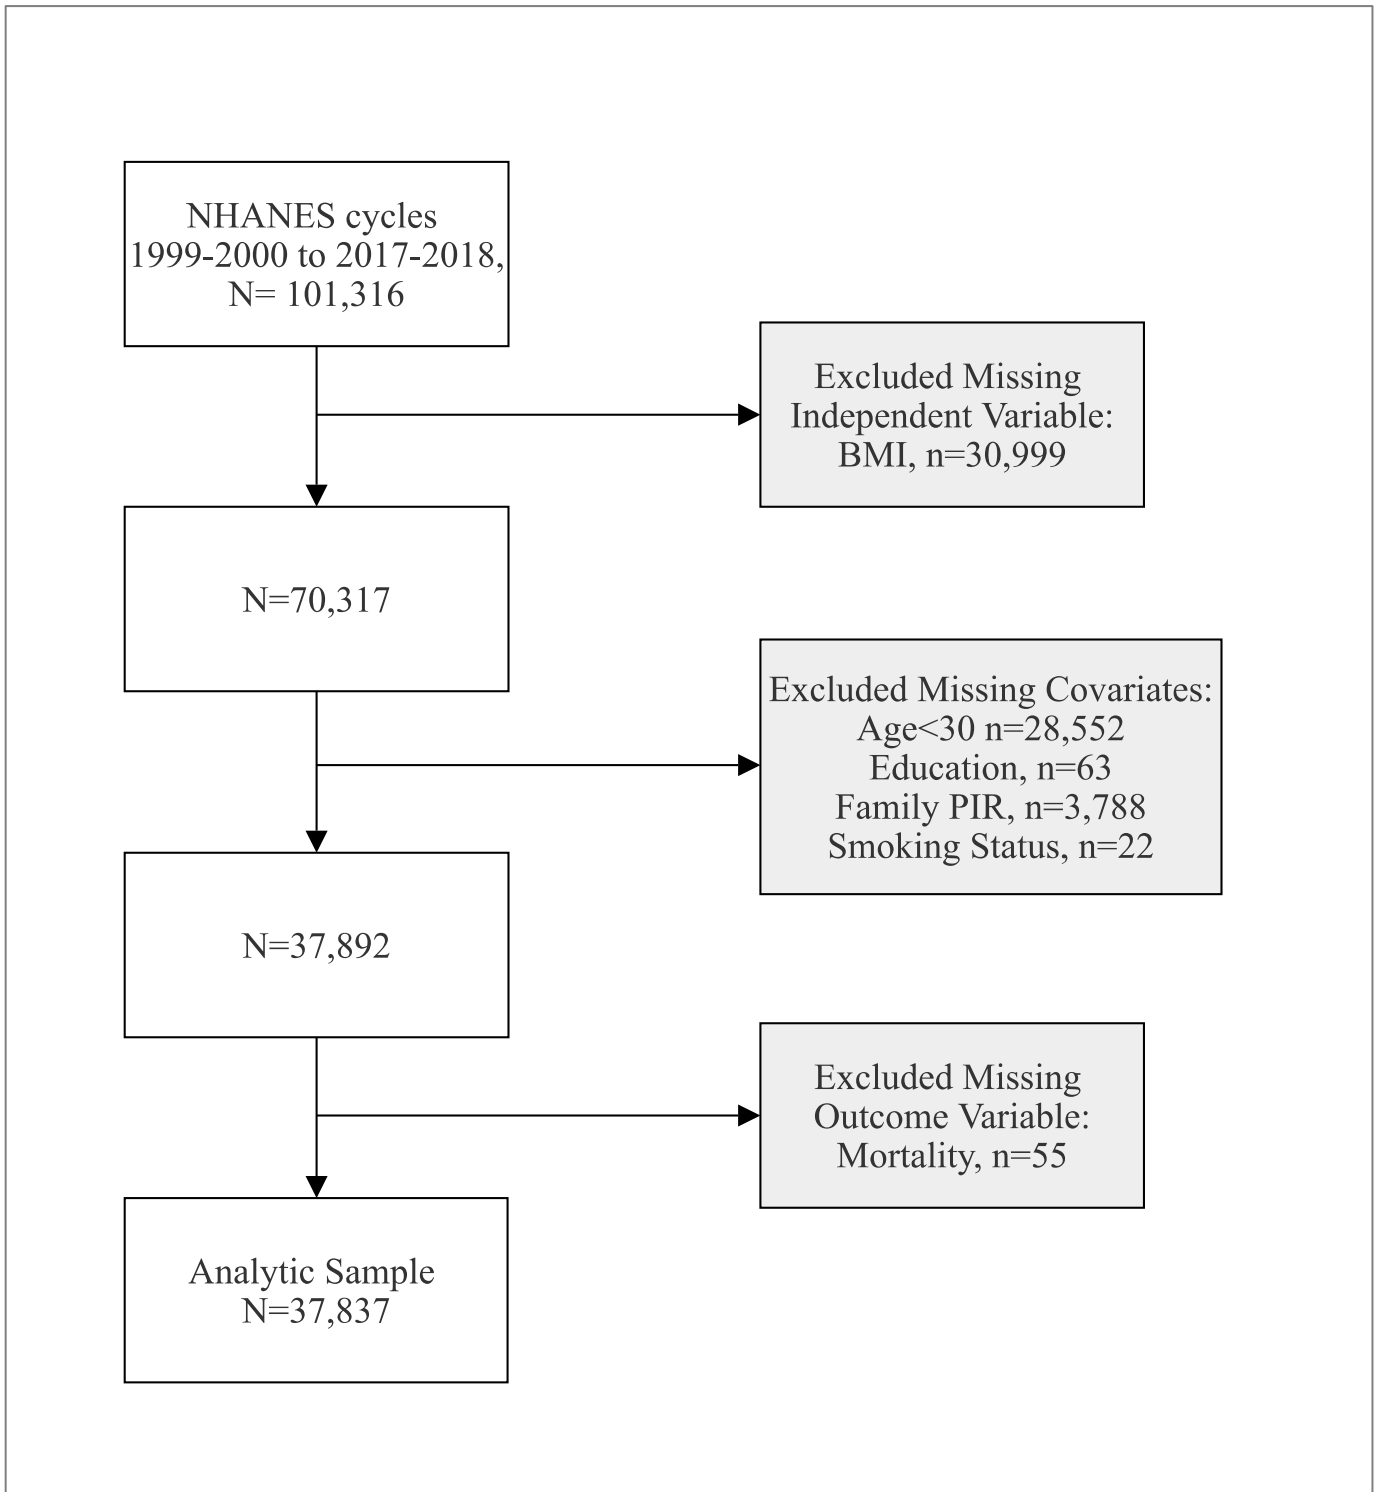 NHANES cycles
1999-2000 to 2017-2018,
N= 101,316
Excluded Missing
Independent Variable:
BMI, n=30,999
N=70,317
Excluded Missing Covariates:
Age<30 n=28,552
Education, n=63
Family PIR, n=3,788
Smoking Status, n=22
N=37,892
Excluded Missing
Outcome Variable:
Mortality, n=55
Analytic Sample
N=37,837